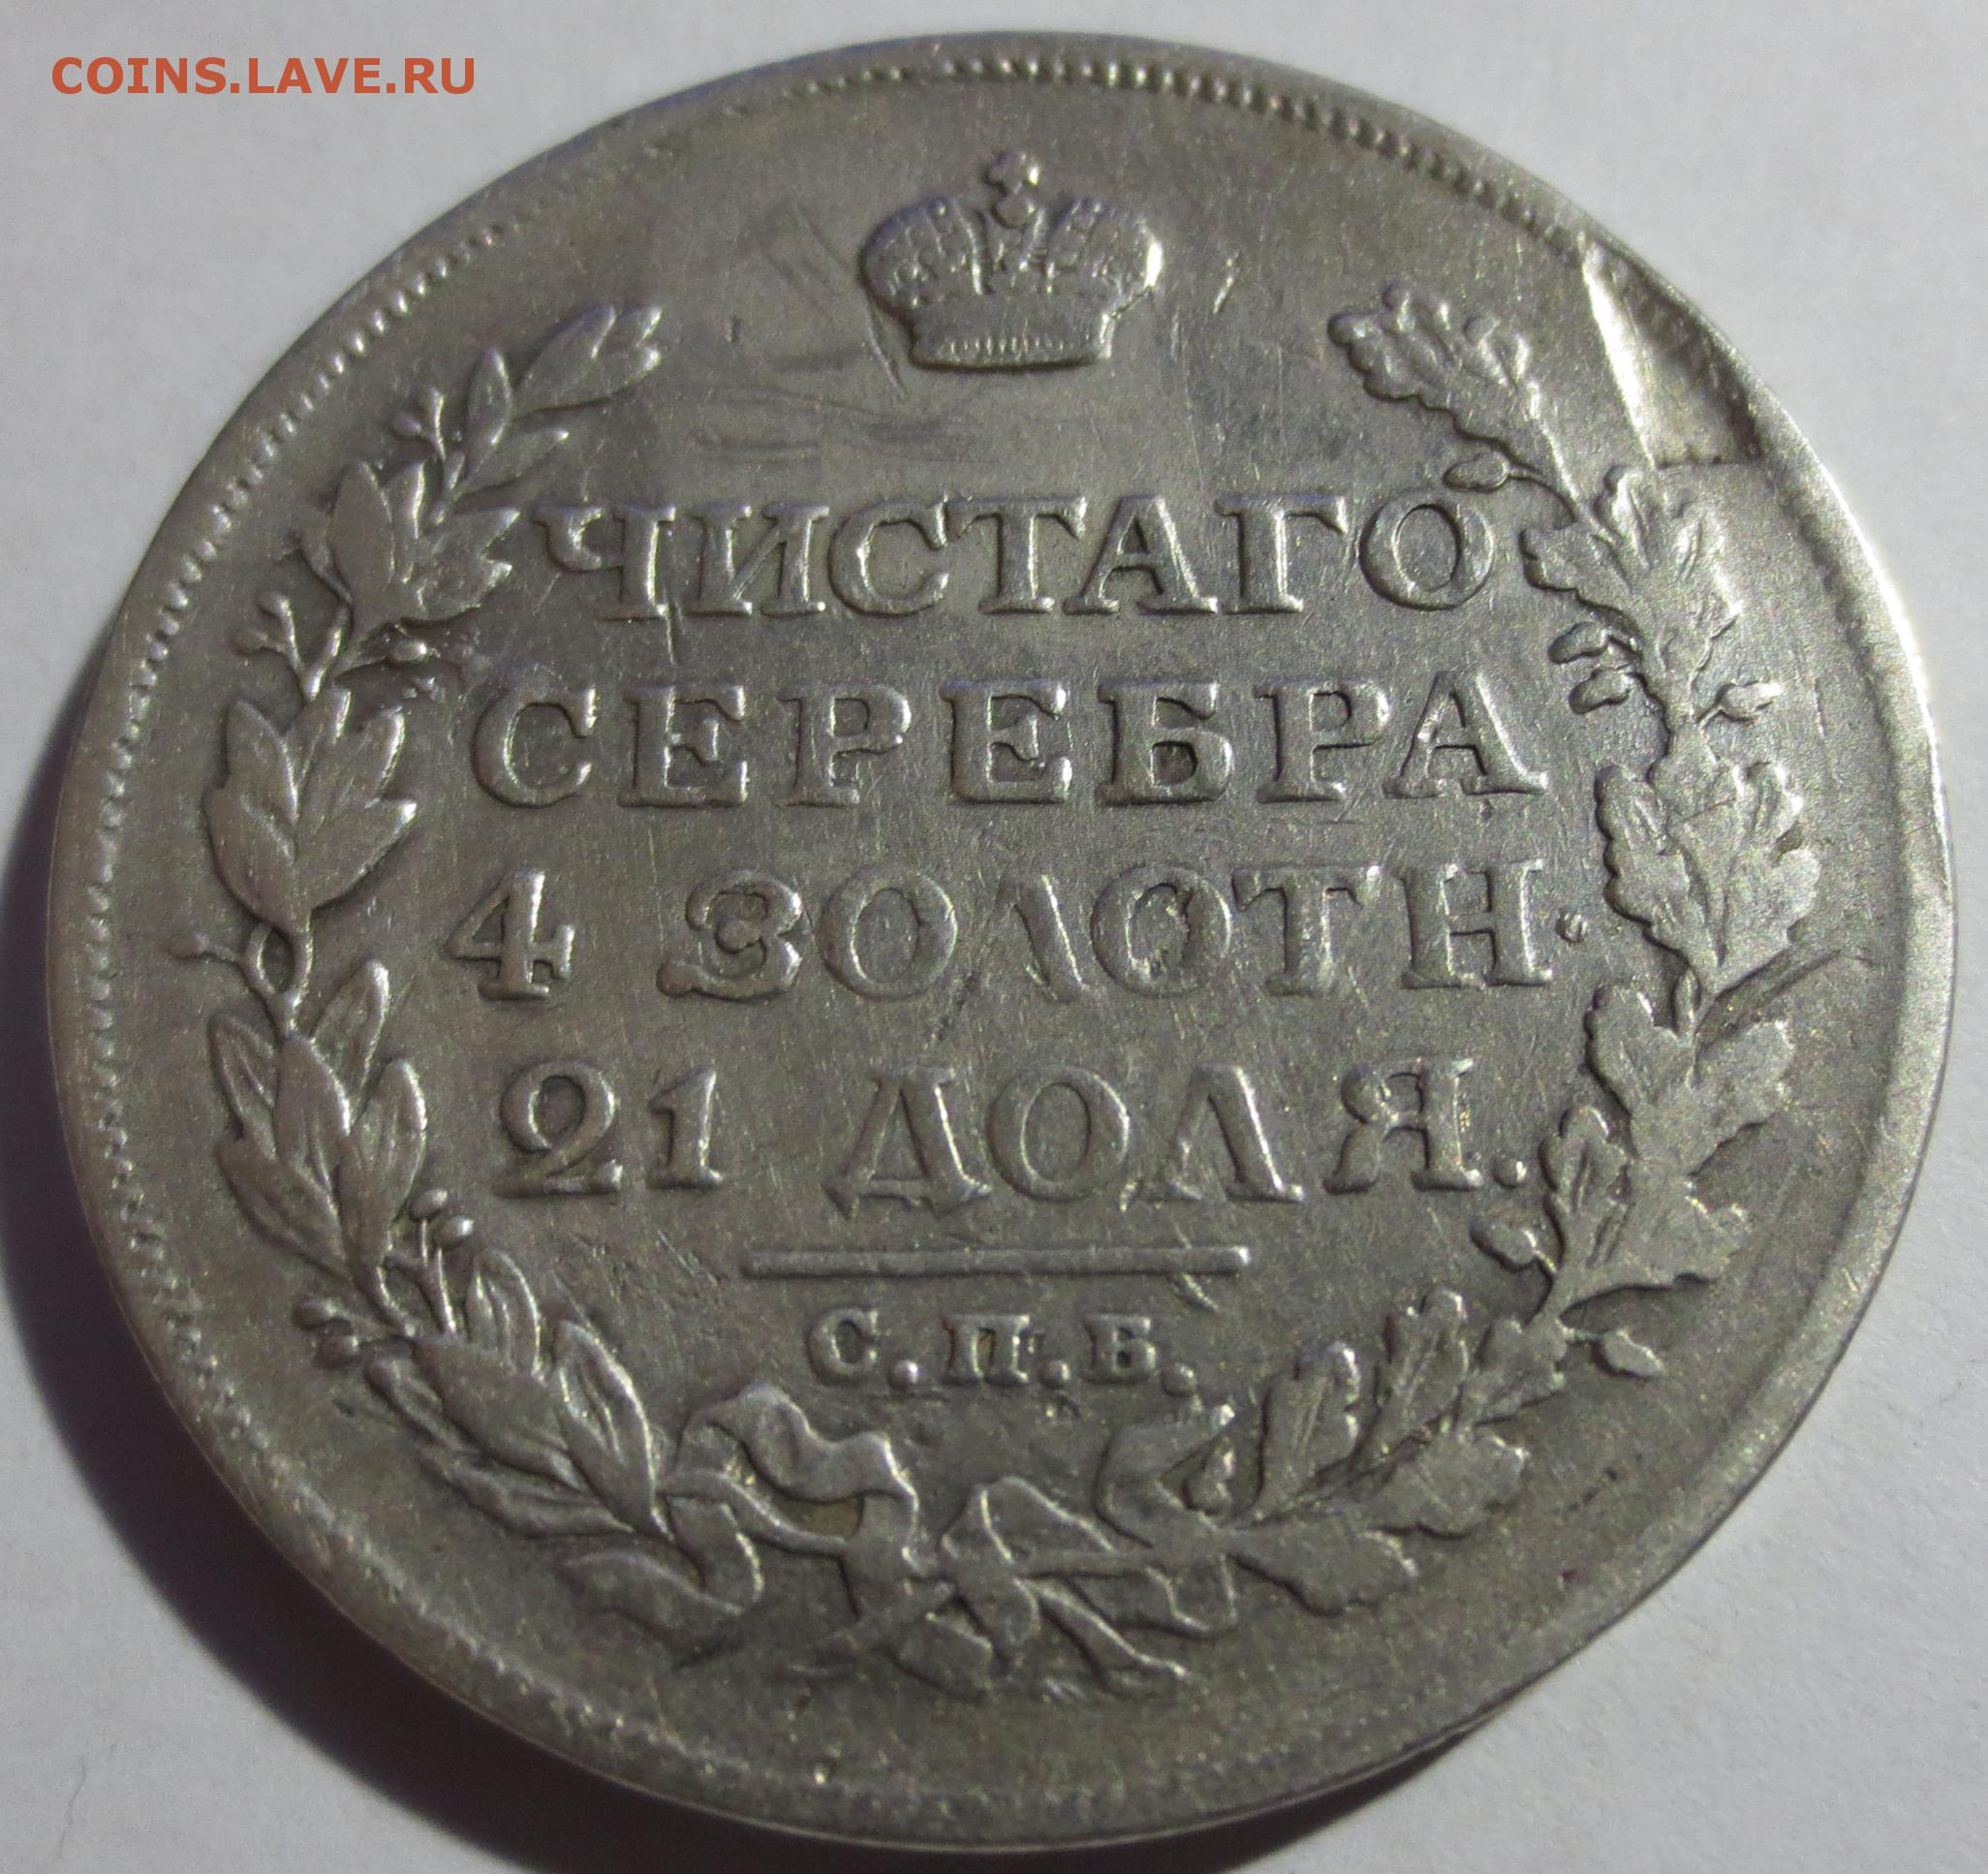 COINS.LAVE.RU
ЧИСТАГО
СЕРЕБРА
4 ЗОЛОТН.
21 ДОЛЯ.
С.П.Б.